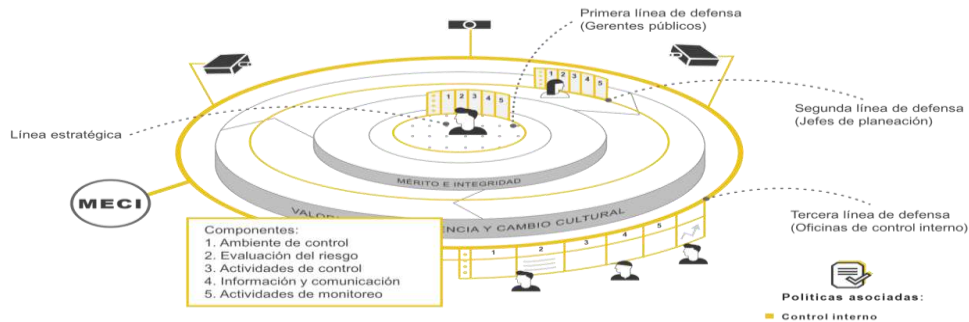 Primera línea de defensa
(Gerentes públicos)
1 2 3 4 5
1 2 3 4 5
Segunda línea de defensa
(Jefes de planeación)
Línea estratégica
MÉRITO E INTEGRIDAD
MECI
CAMBIO CULTURAL
Tercera línea de defensa
(Oficinas de control interno)
Componentes:
1. Ambiente de control
2. Evaluación del riesgo
3. Actividades de control
4. Información y comunicación
5. Actividades de monitoreo
1 2 3 4 5
Políticas asociadas:
Control interno